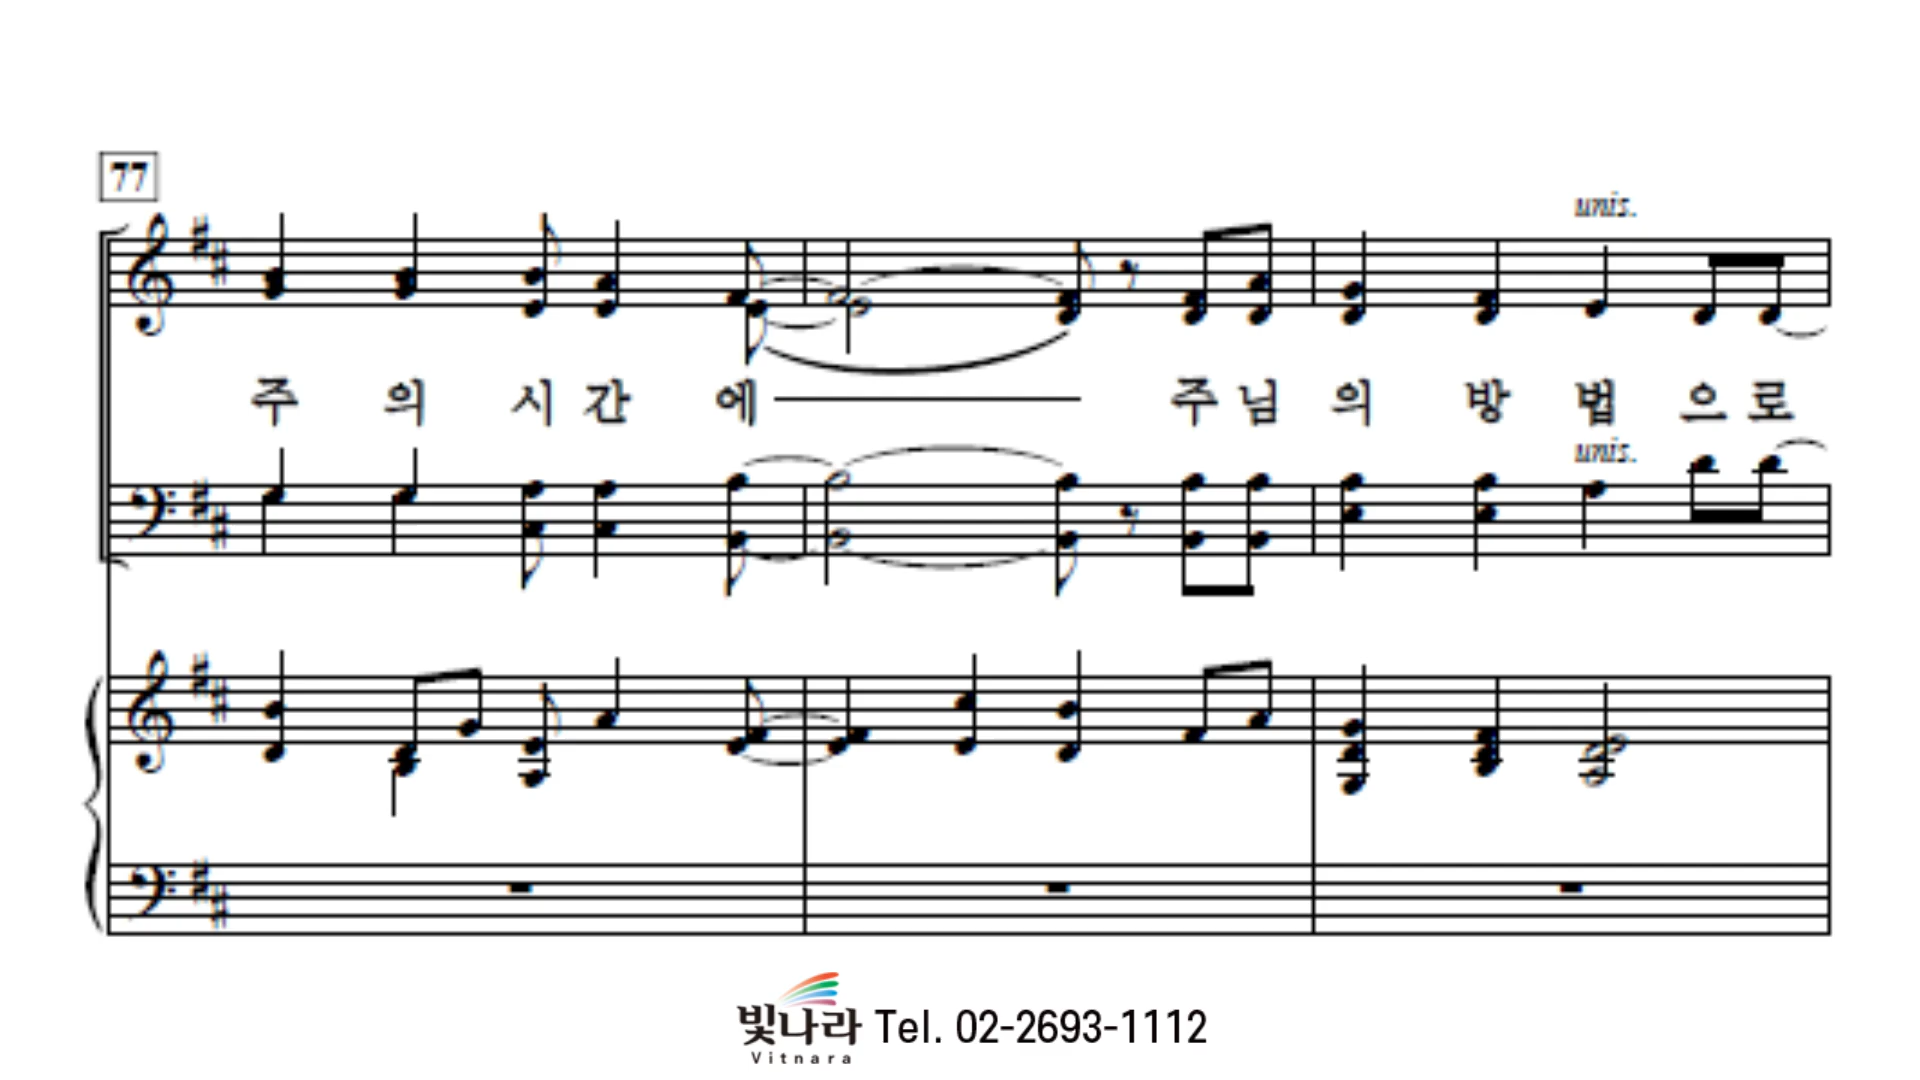 77
unis.
주 의 시 간 에 주 님 의 방 법 으 로
unis.
빛나라 Tel. 02-2693-1112
Vitnara